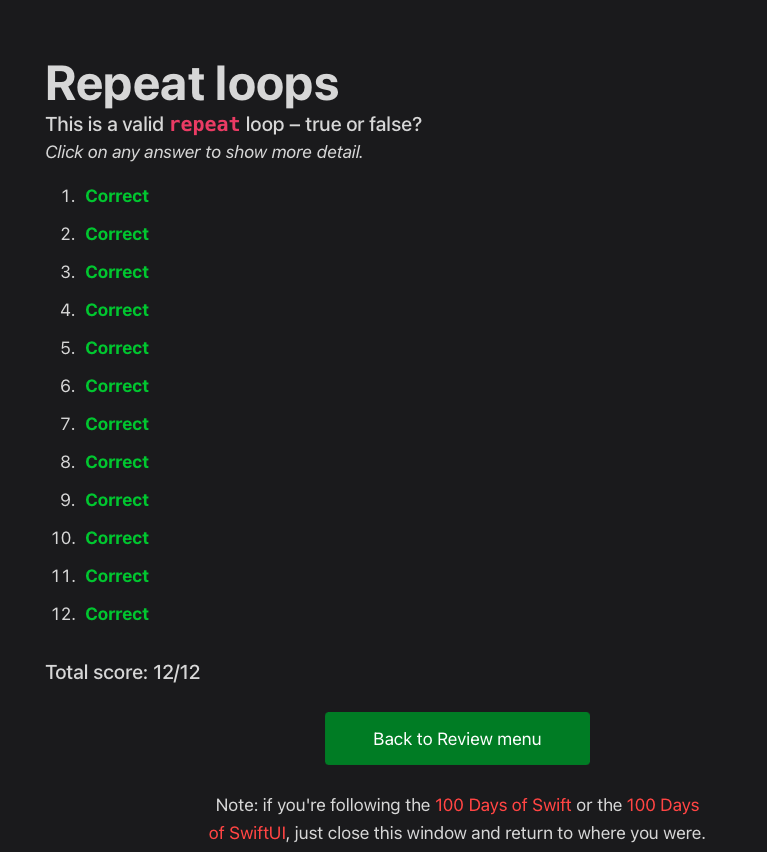 Repeat loops
This is a valid repeat loop – true or false?
Click on any answer to show more detail.
1. Correct
2. Correct
3. Correct
4. Correct
5. Correct
6. Correct
7. Correct
8. Correct
9. Correct
10. Correct
11. Correct
12. Correct
Total score: 12/12
Back to Review menu
Note: if you're following the 100 Days of Swift or the 100 Days
of SwiftUI, just close this window and return to where you were.